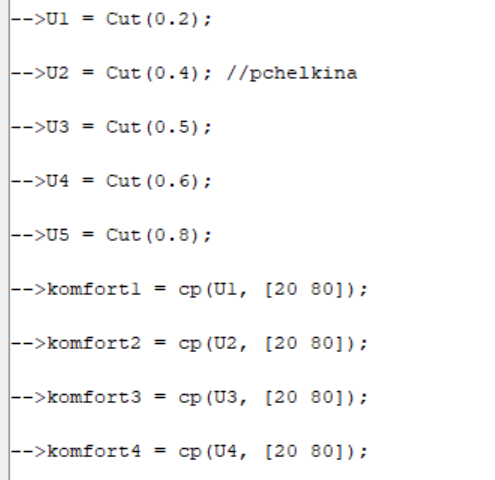 -->U1 = Cut(0.2);
-->U2 = Cut(0.4); //pchelkina
-->U3 = Cut(0.5);
-->U4 = Cut(0.6);
-->U5 = Cut(0.8);
-->komfort1 = cp(U1, [20 80]);
-->komfort2 = cp(U2, [20 80]);
-->komfort3 = cp(U3, [20 80]);
-->komfort4 = cp(U4, [20 80]);